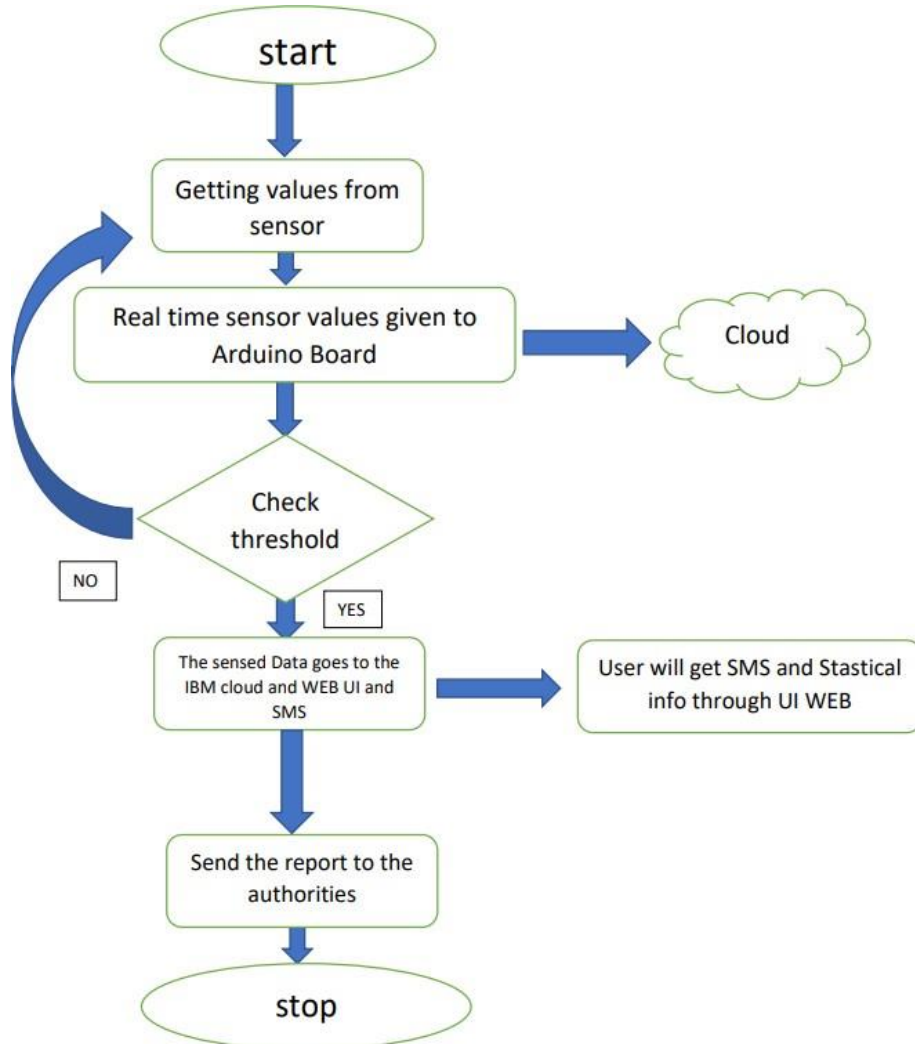 start
Getting values from
sensor
Real time sensor values given to
Arduino Board
Cloud
Check
threshold
NO
YES
The sensed Data goes to the
IBM cloud and WEB UI and
SMS
User will get SMS and Stastical
info through UI WEB
Send the report to the
authorities
stop